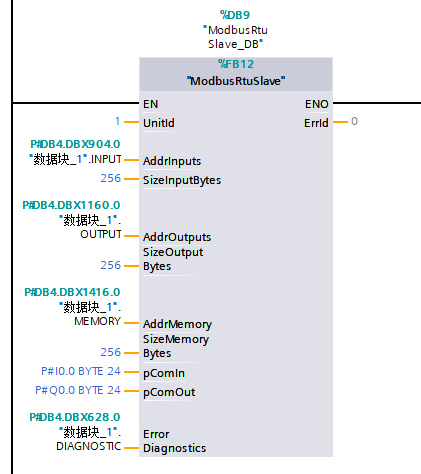 %DB9
"ModbusRtu
Slave_DB"
%FB12
"ModbusRtuSlave"
EN ENO
1 UnitId ErrId 0
P#DB4.DBX904.0
"数据块_1".INPUT AddrInputs
256 SizeInputBytes
P#DB4.DBX1160.0
"数据块_1".
OUTPUT AddrOutputs
SizeOutput
256 Bytes
P#DB4.DBX1416.0
"数据块_1".
MEMORY AddrMemory
SizeMemory
256 Bytes
P#I0.0 BYTE 24 pComIn
P#Q0.0 BYTE 24 pComOut
P#DB4.DBX628.0
"数据块_1". Error
DIAGNOSTIC Diagnostics